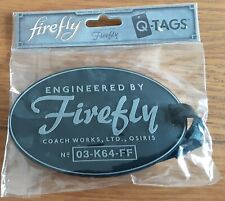 firefly
Firefly
Q·TAGS
ENGINEERED BY
Firefly
COACH WORKS, LTD., OSIRIS
No 03-K64-FF